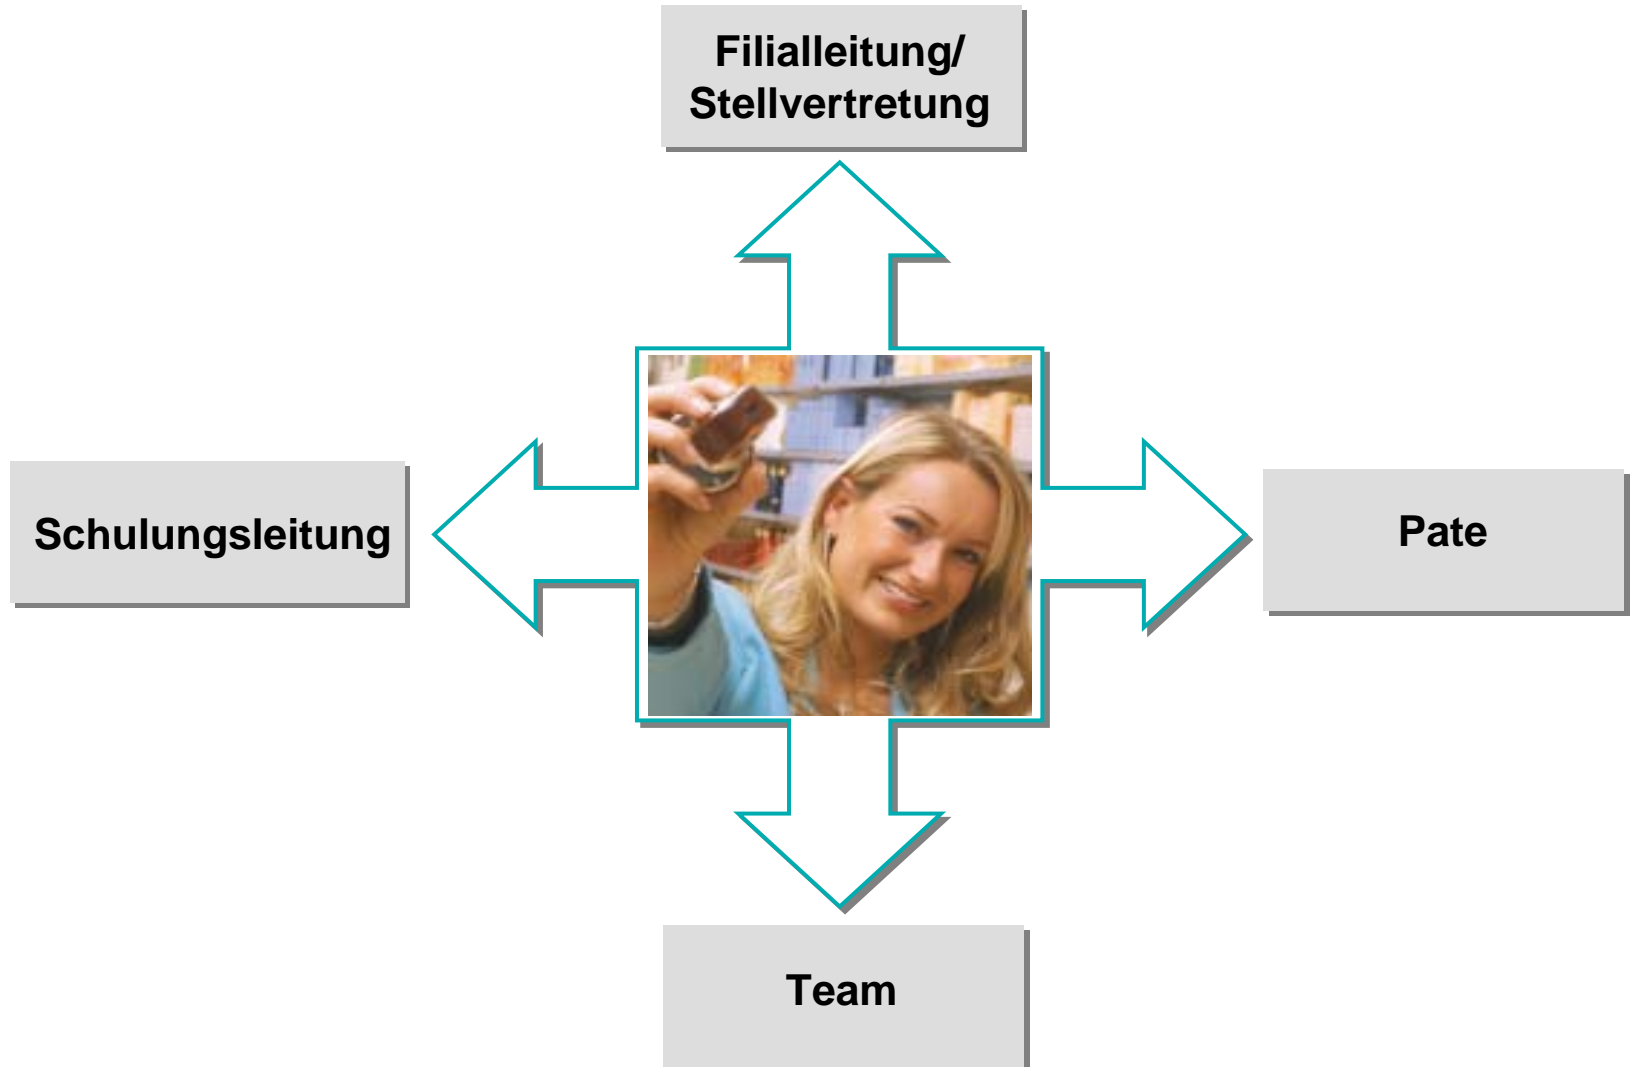 Filialleitung/
Stellvertretung
Schulungsleitung
Pate
Team